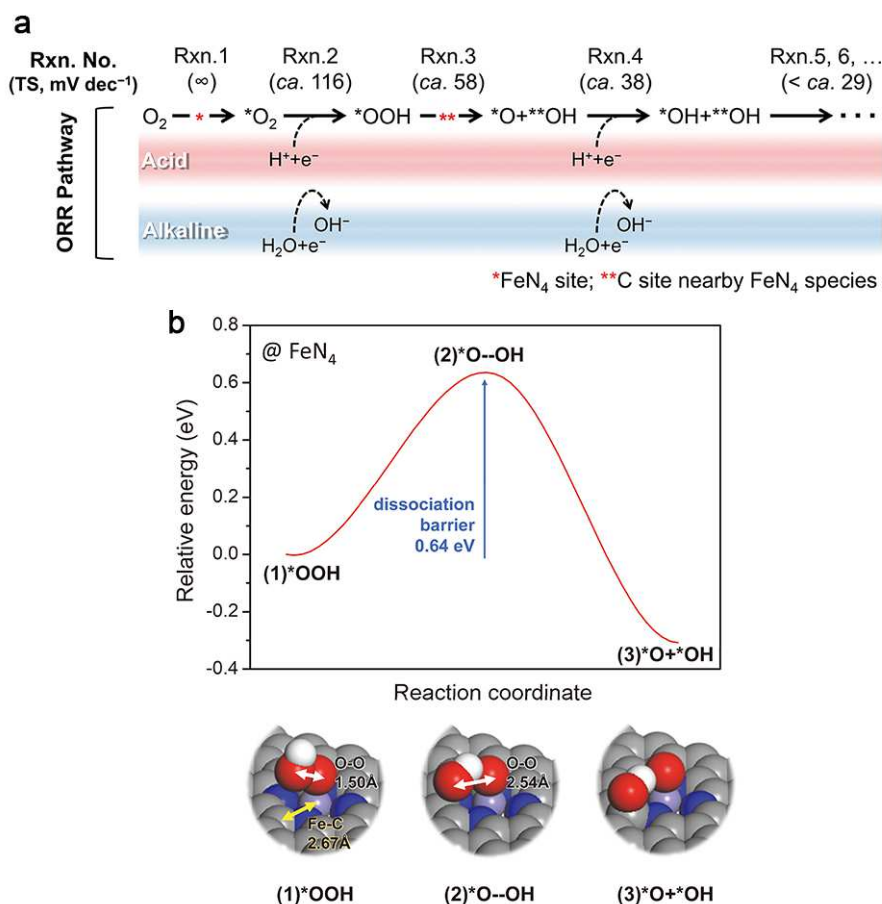 a
Rxn. No. Rxn.1 Rxn.2 Rxn.3 Rxn.4 Rxn.5, 6, …
(TS, mV dec⁻¹) (∞) (ca. 116) (ca. 58) (ca. 38) (< ca. 29)
O₂ * *O₂ *OOH ** *O+**OH *OH+**OH ····
ORR Pathway
Acid H⁺+e⁻ H⁺+e⁻
Alkaline OH⁻ OH⁻
H₂O+e⁻ H₂O+e⁻
*FeN₄ site; **C site nearby FeN₄ species
b
@ FeN₄
(2)*O--OH
Relative energy (eV)
0.8
0.6
0.4
0.2
0.0
-0.2
-0.4
dissociation
barrier
0.64 eV
(1)*OOH
(3)*O+*OH
Reaction coordinate
O-O
1.50Å
Fe-C
2.67Å
O-O
2.54Å
(1)*OOH (2)*O--OH (3)*O+*OH